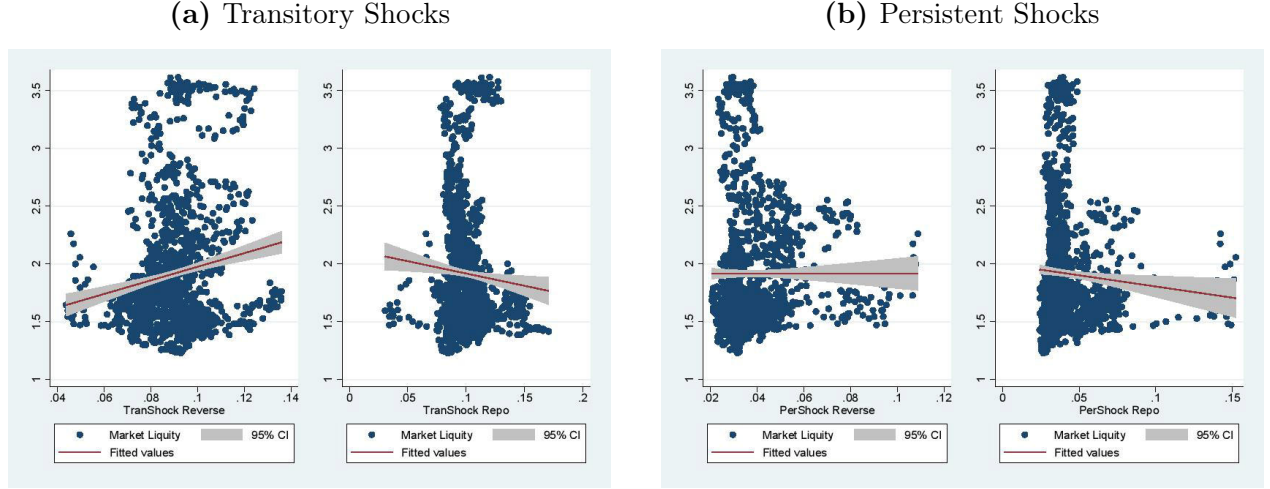 (a) Transitory Shocks
3.5
3
2.5
2
1.5
1
.04 .06 .08 .1 .12 .14
TranShock Reverse
Market Liquity 95% CI
Fitted values
3.5
3
2.5
2
1.5
1
0 .05 .1 .15 .2
TranShock Repo
Market Liquity 95% CI
Fitted values
(b) Persistent Shocks
3.5
3
2.5
2
1.5
1
.02 .04 .06 .08 .1 .12
PerShock Reverse
Market Liquity 95% CI
Fitted values
3.5
3
2.5
2
1.5
1
0 .05 .1 .15
PerShock Repo
Market Liquity 95% CI
Fitted values